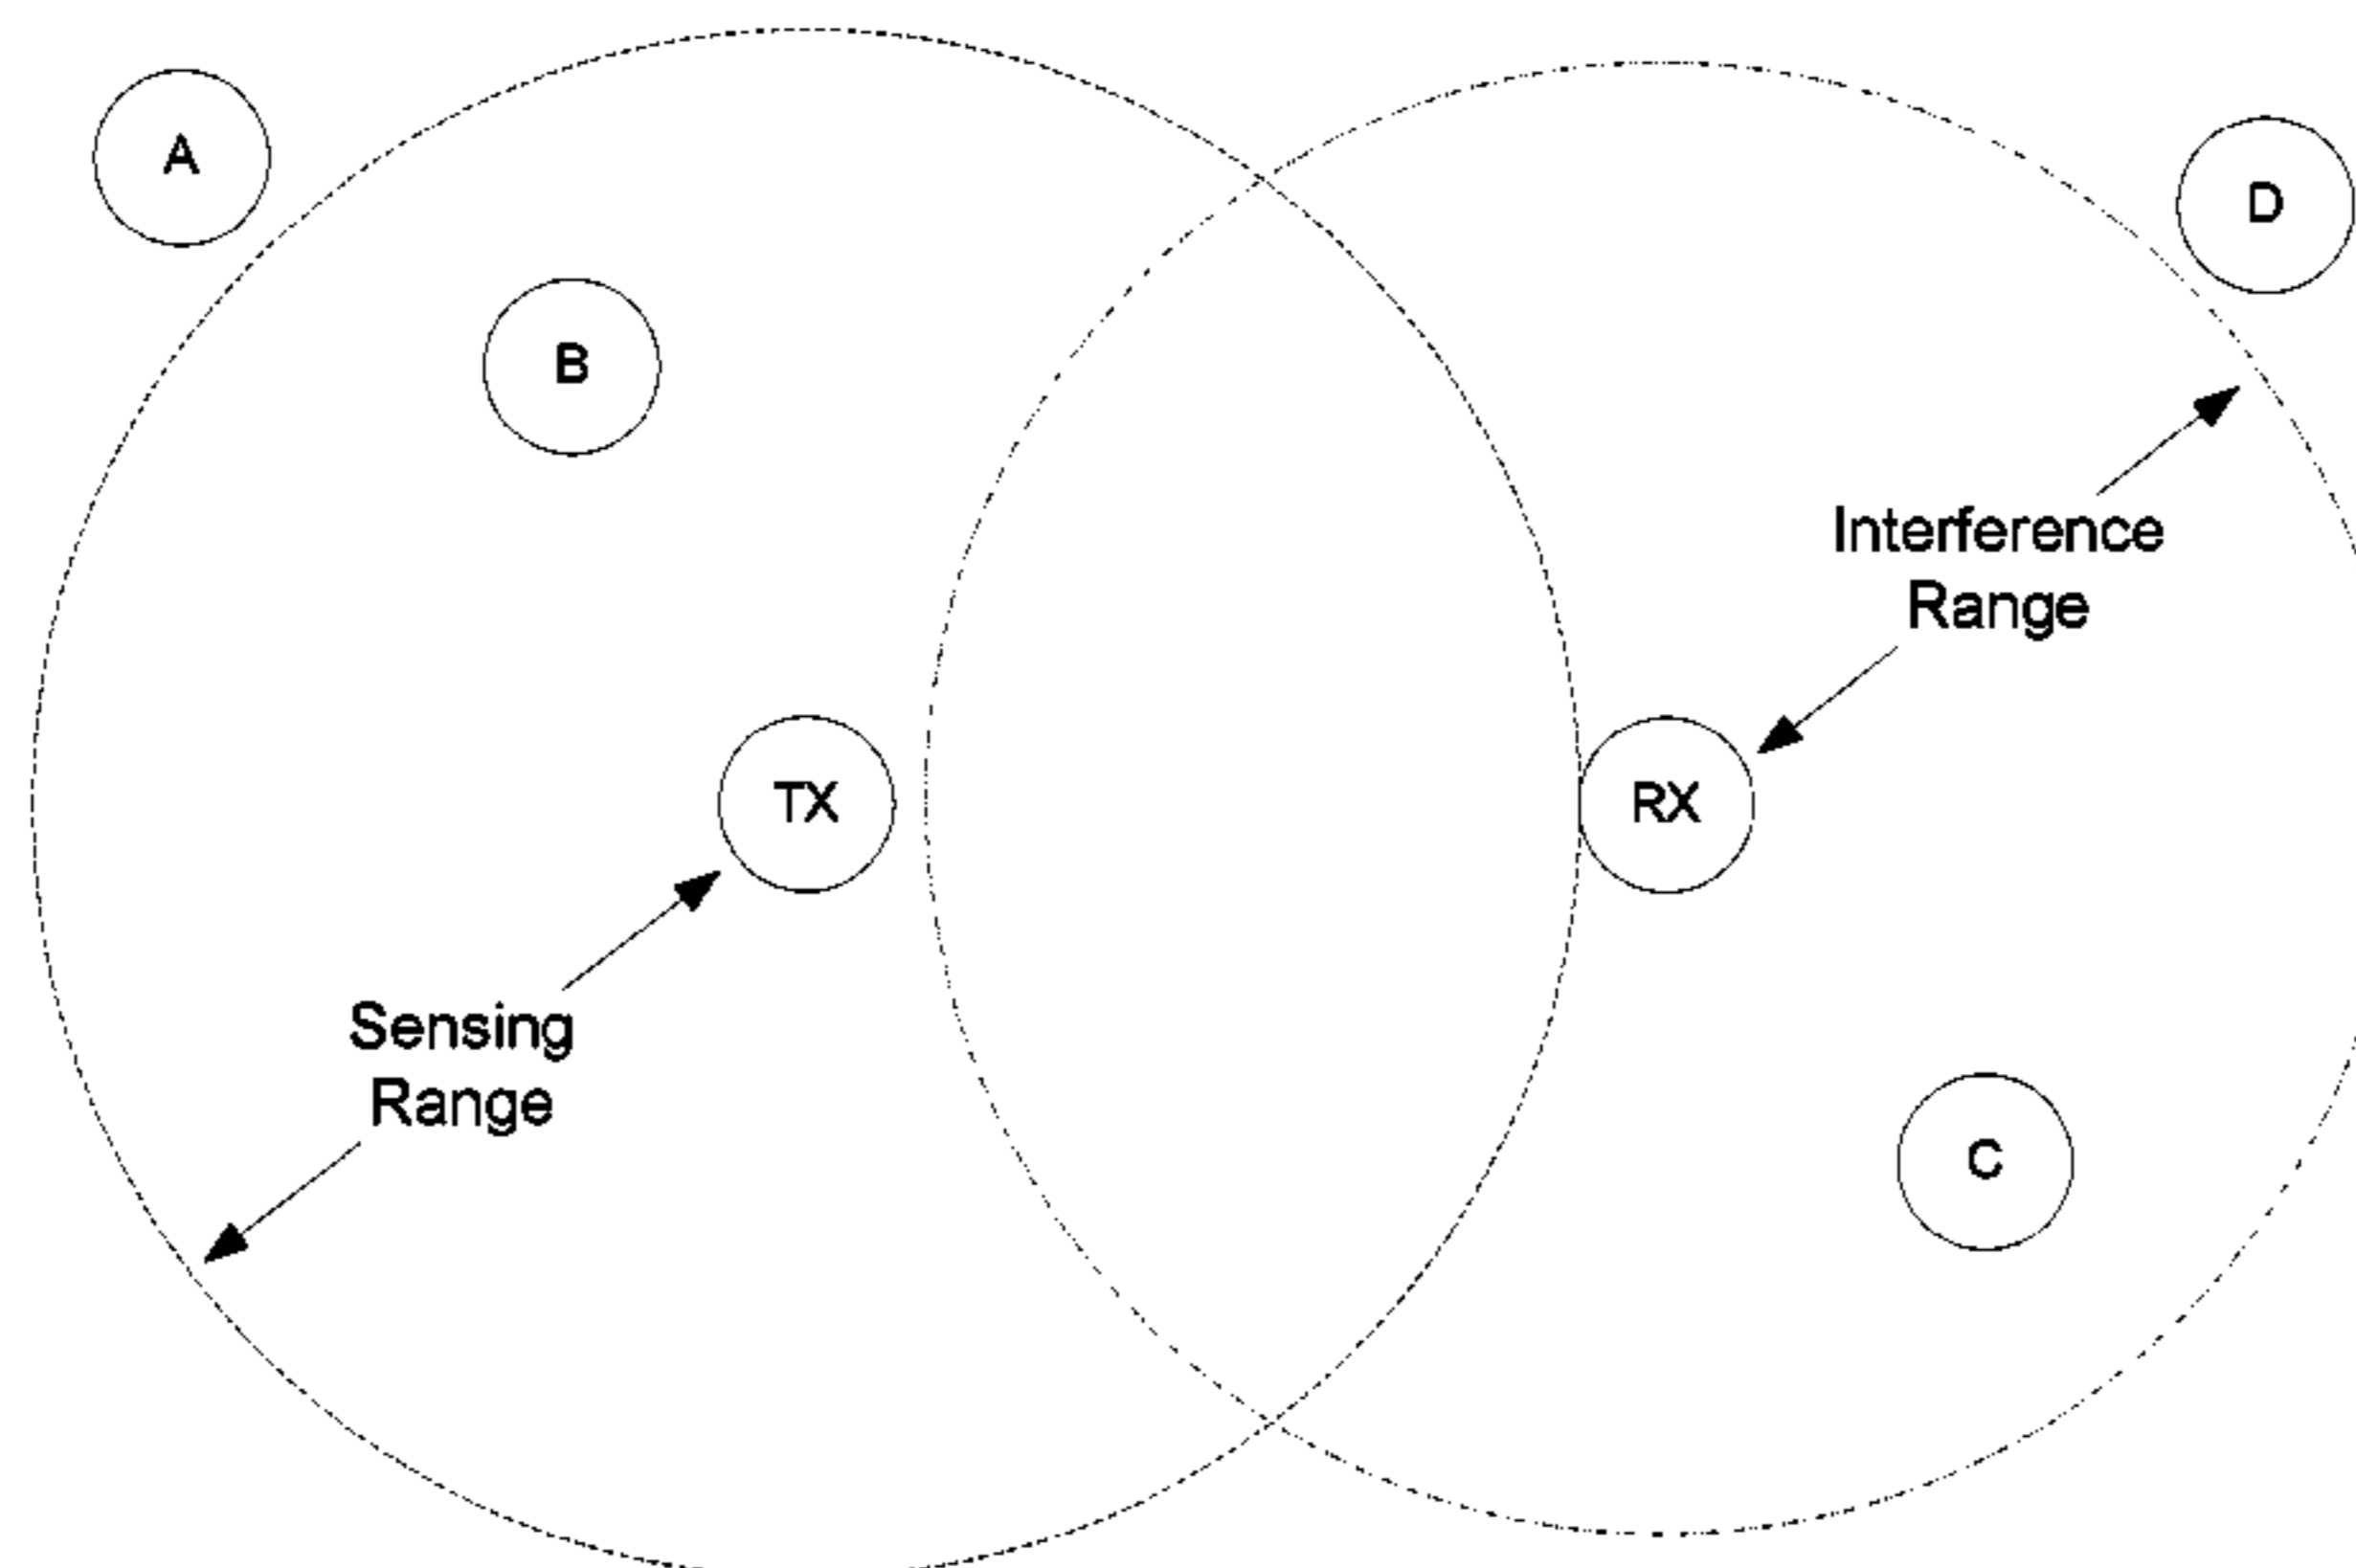 A
D
B
Interference
Range
TX
RX
Sensing
Range
C